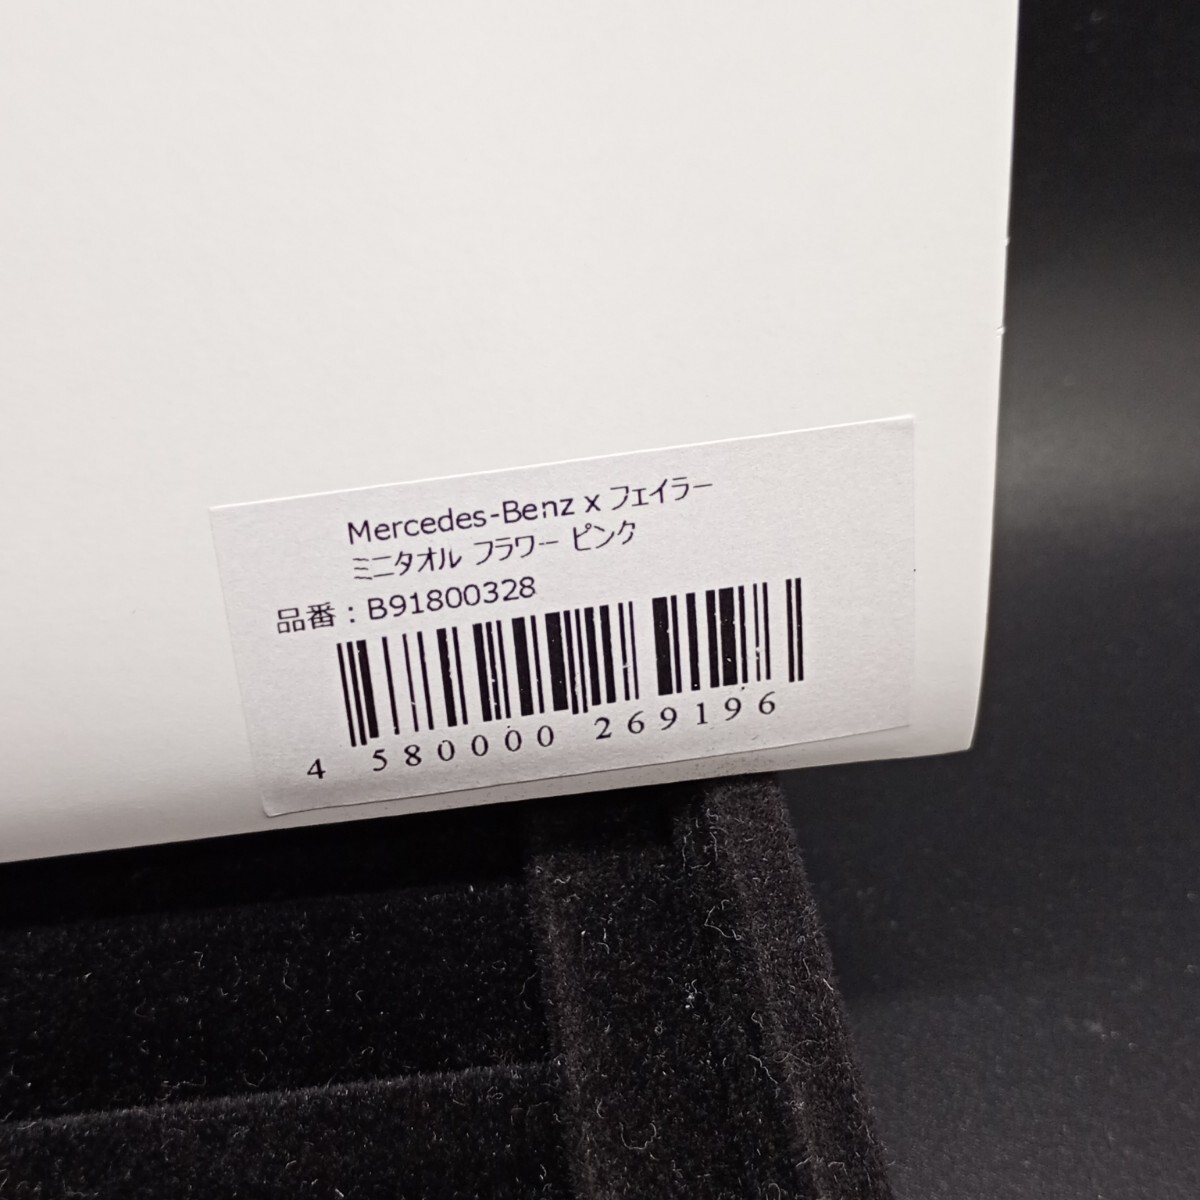 Mercedes-Benz x フェイラー
ミニタオル フラワー ピンク
品番：B91800328
4 580000 269196